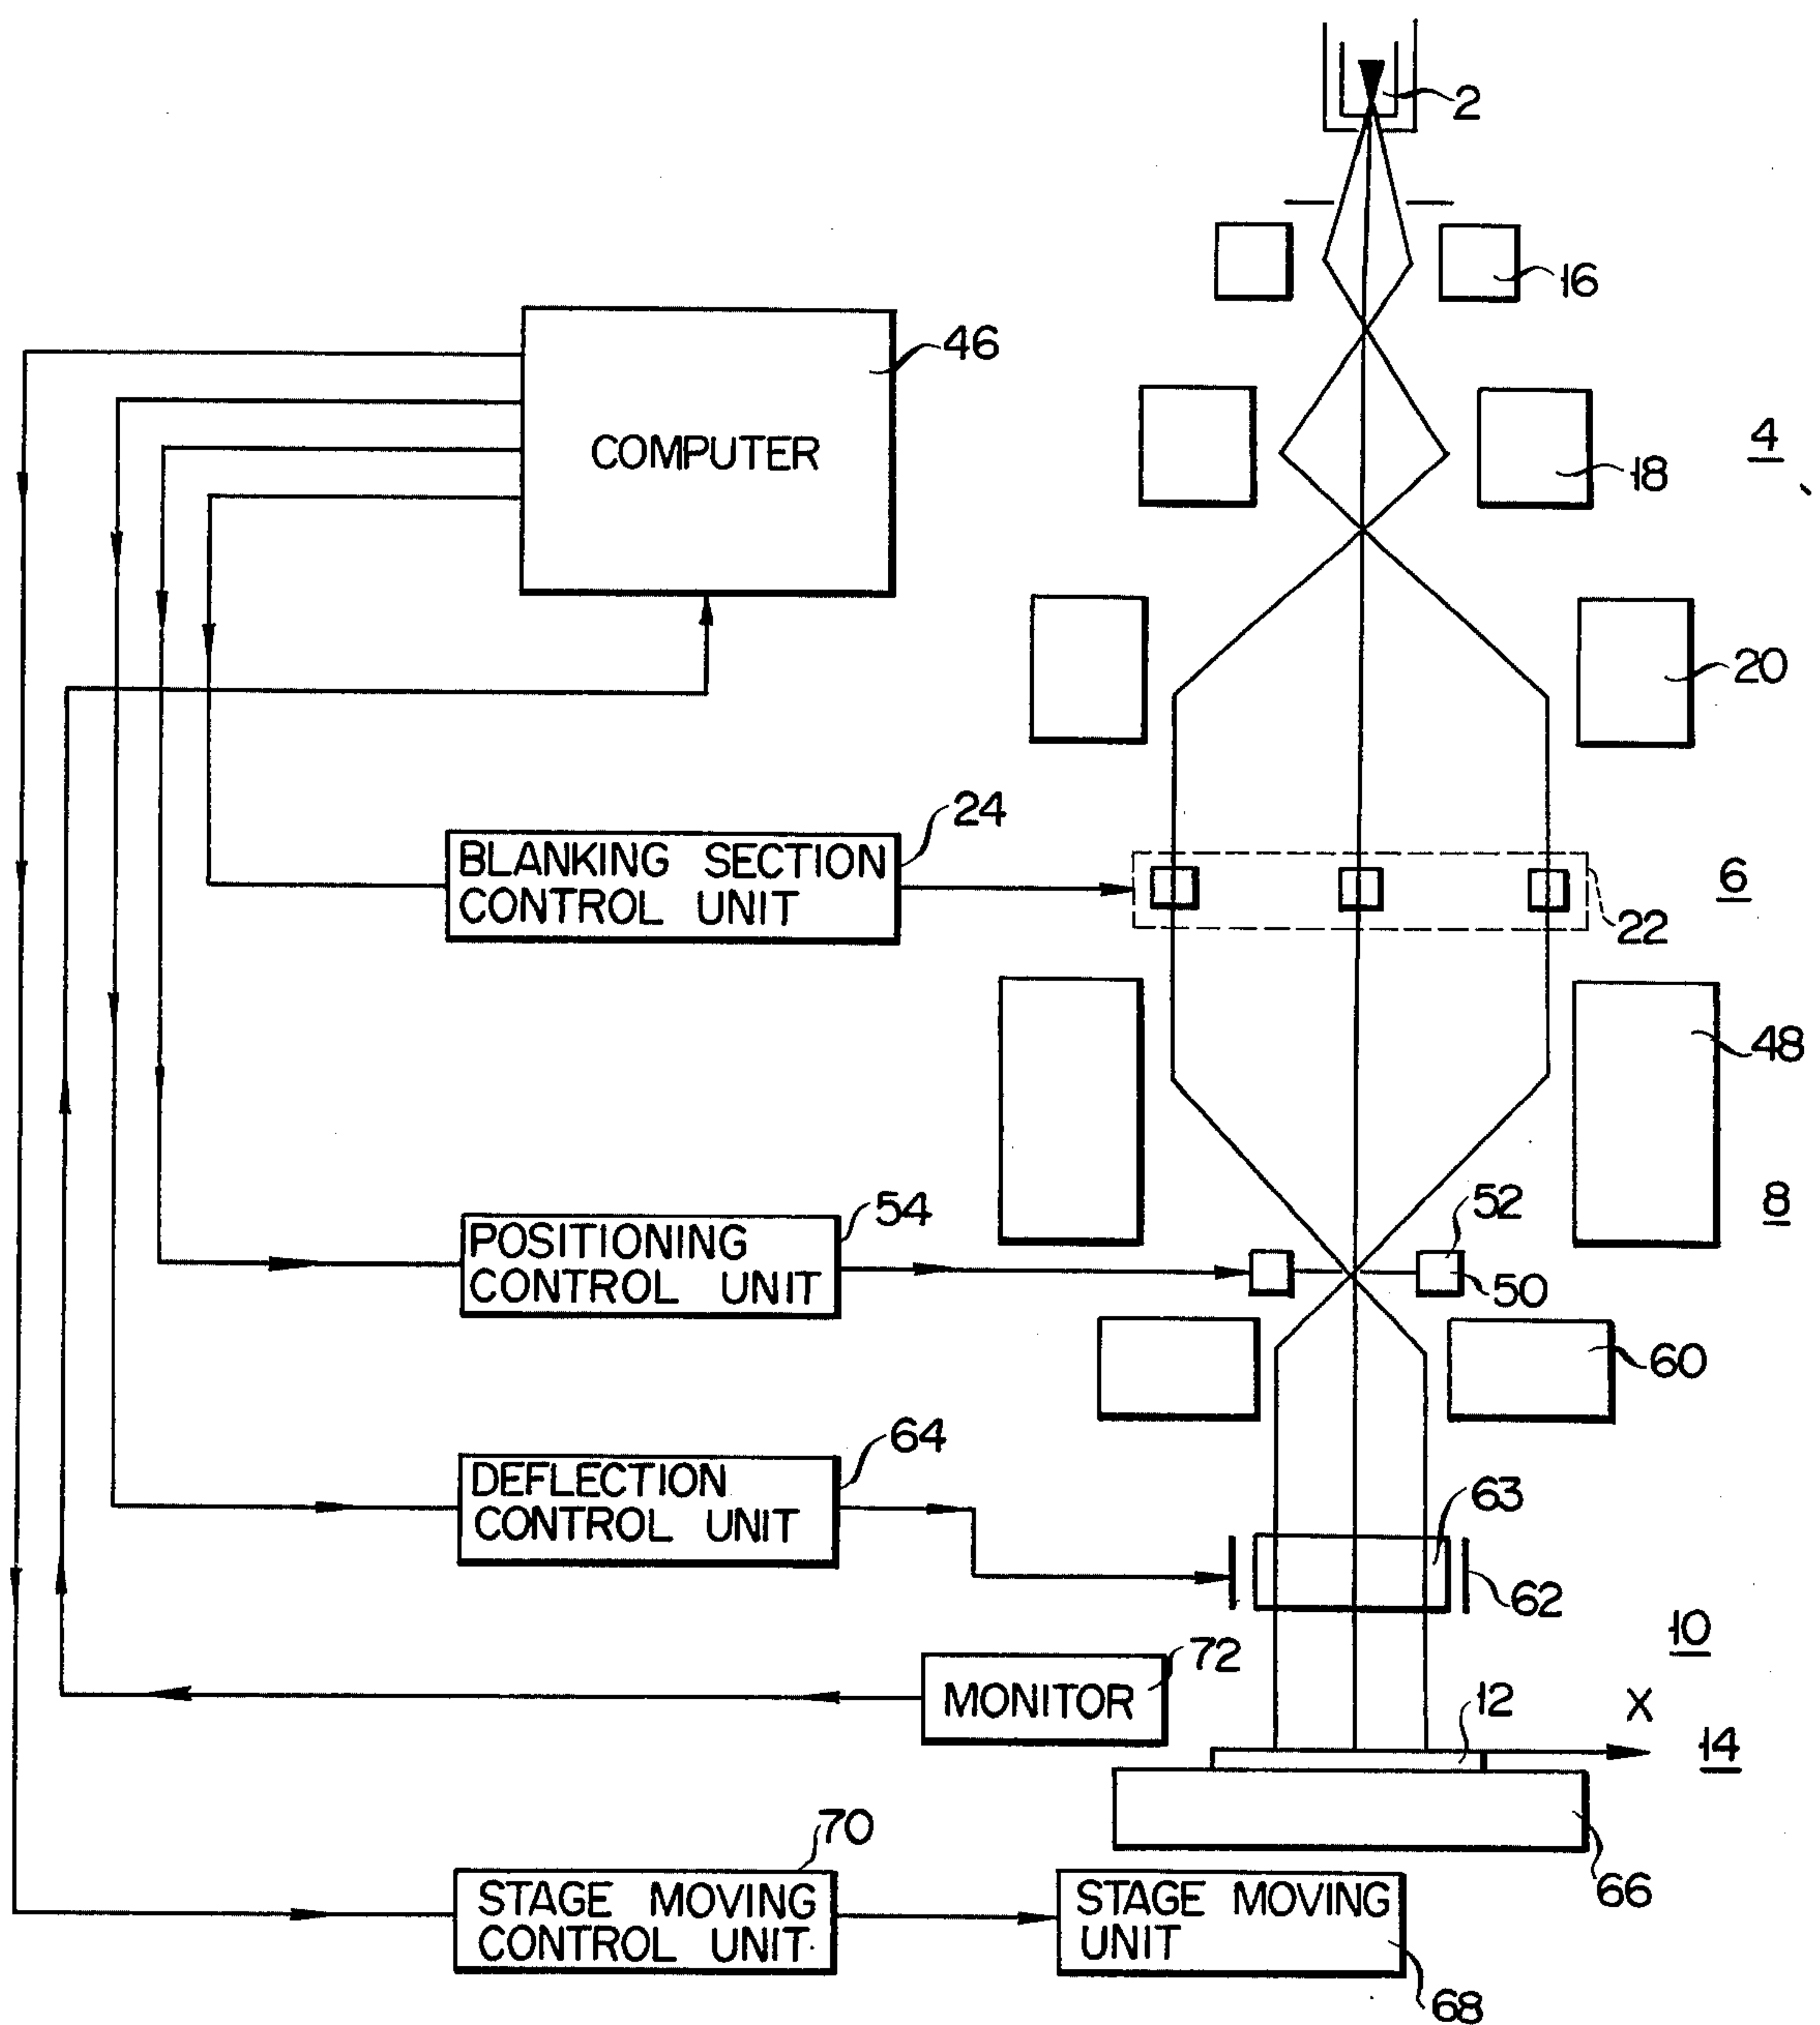 2
16
46
COMPUTER
4
18
20
24
BLANKING SECTION
CONTROL UNIT
6
22
48
8
52
54
POSITIONING
CONTROL UNIT
50
60
64
DEFLECTION
CONTROL UNIT
63
62
10
72
MONITOR
12
X
14
70
66
STAGE MOVING
CONTROL UNIT
STAGE MOVING
UNIT
68